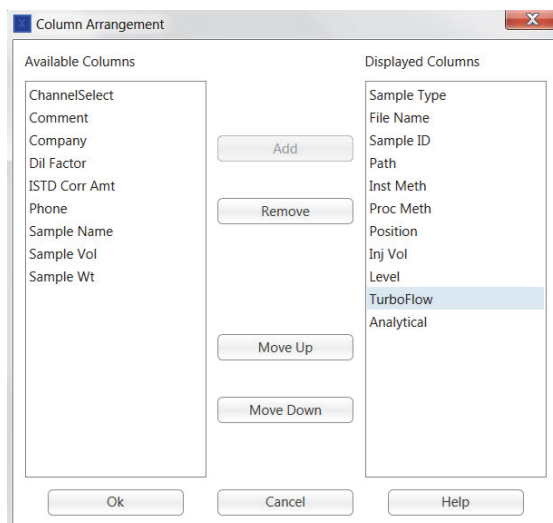 Column Arrangement
Available Columns
ChannelSelect
Comment
Company
Dil Factor
ISTD Corr Amt
Phone
Sample Name
Sample Vol
Sample Wt
Add
Remove
Move Up
Move Down
Displayed Columns
Sample Type
File Name
Sample ID
Path
Inst Meth
Proc Meth
Position
Inj Vol
Level
TurboFlow
Analytical
Ok
Cancel
Help